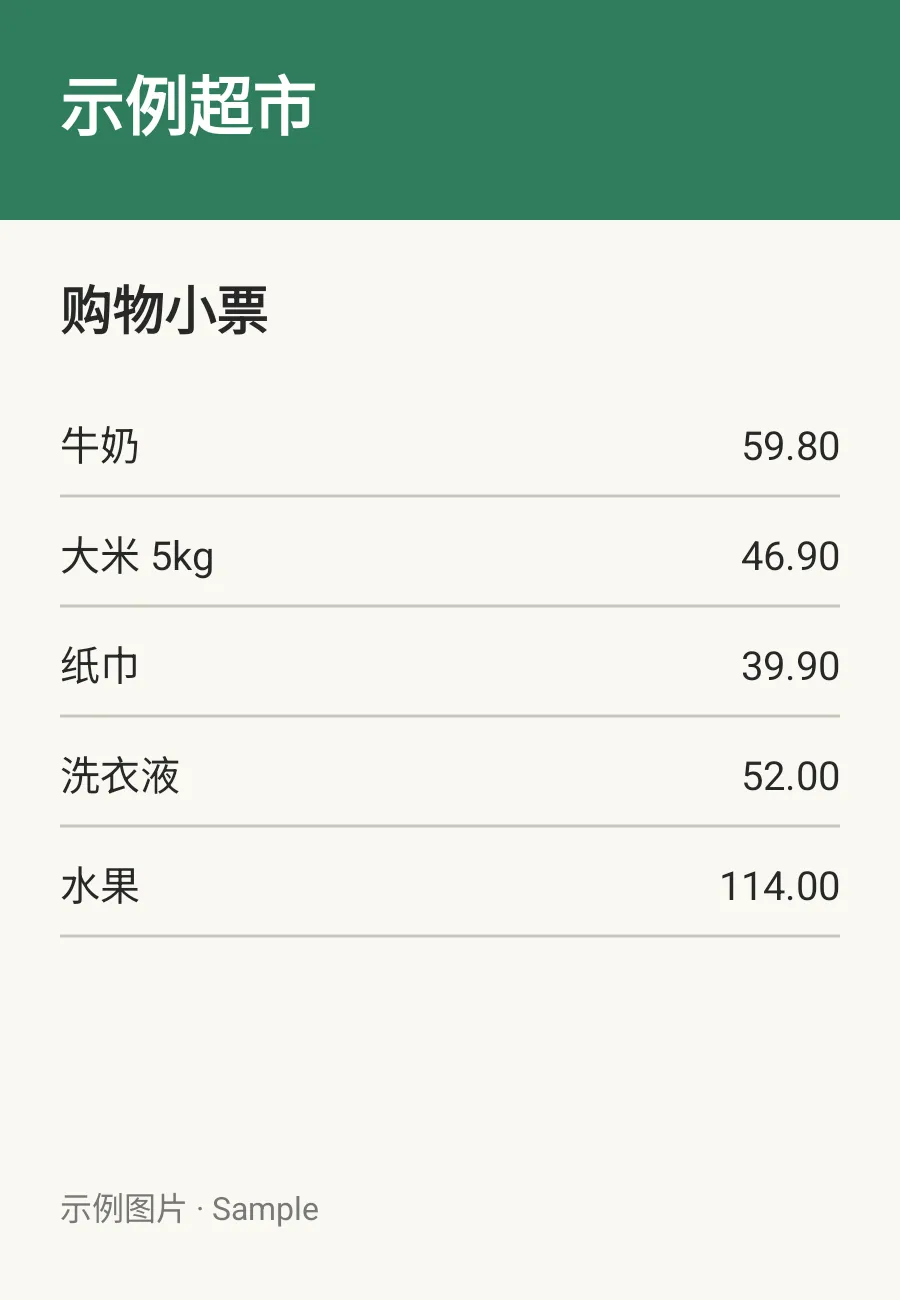 示例超市
购物小票
牛奶 59.80
大米 5kg 46.90
纸巾 39.90
洗衣液 52.00
水果 114.00
示例图片 · Sample